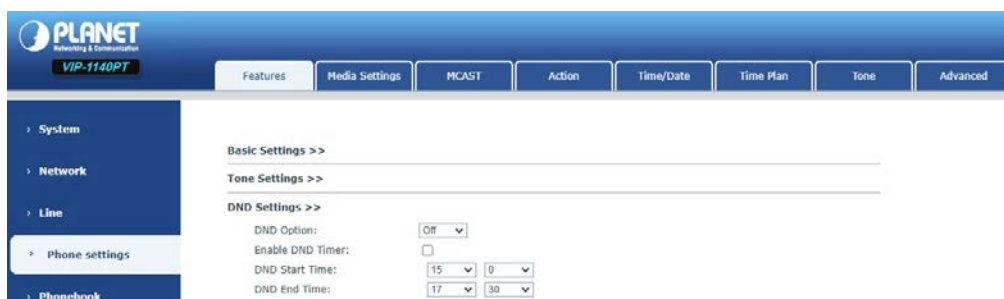 PLANET
Networking & Communication
VIP-1140PT
Features Media Settings MCAST Action Time/Date Time Plan Tone Advanced
› System
› Network
› Line
› Phone settings
› Phonebook
Basic Settings >>
Tone Settings >>
DND Settings >>
DND Option: Off
Enable DND Timer:
DND Start Time: 15 0
DND End Time: 17 30